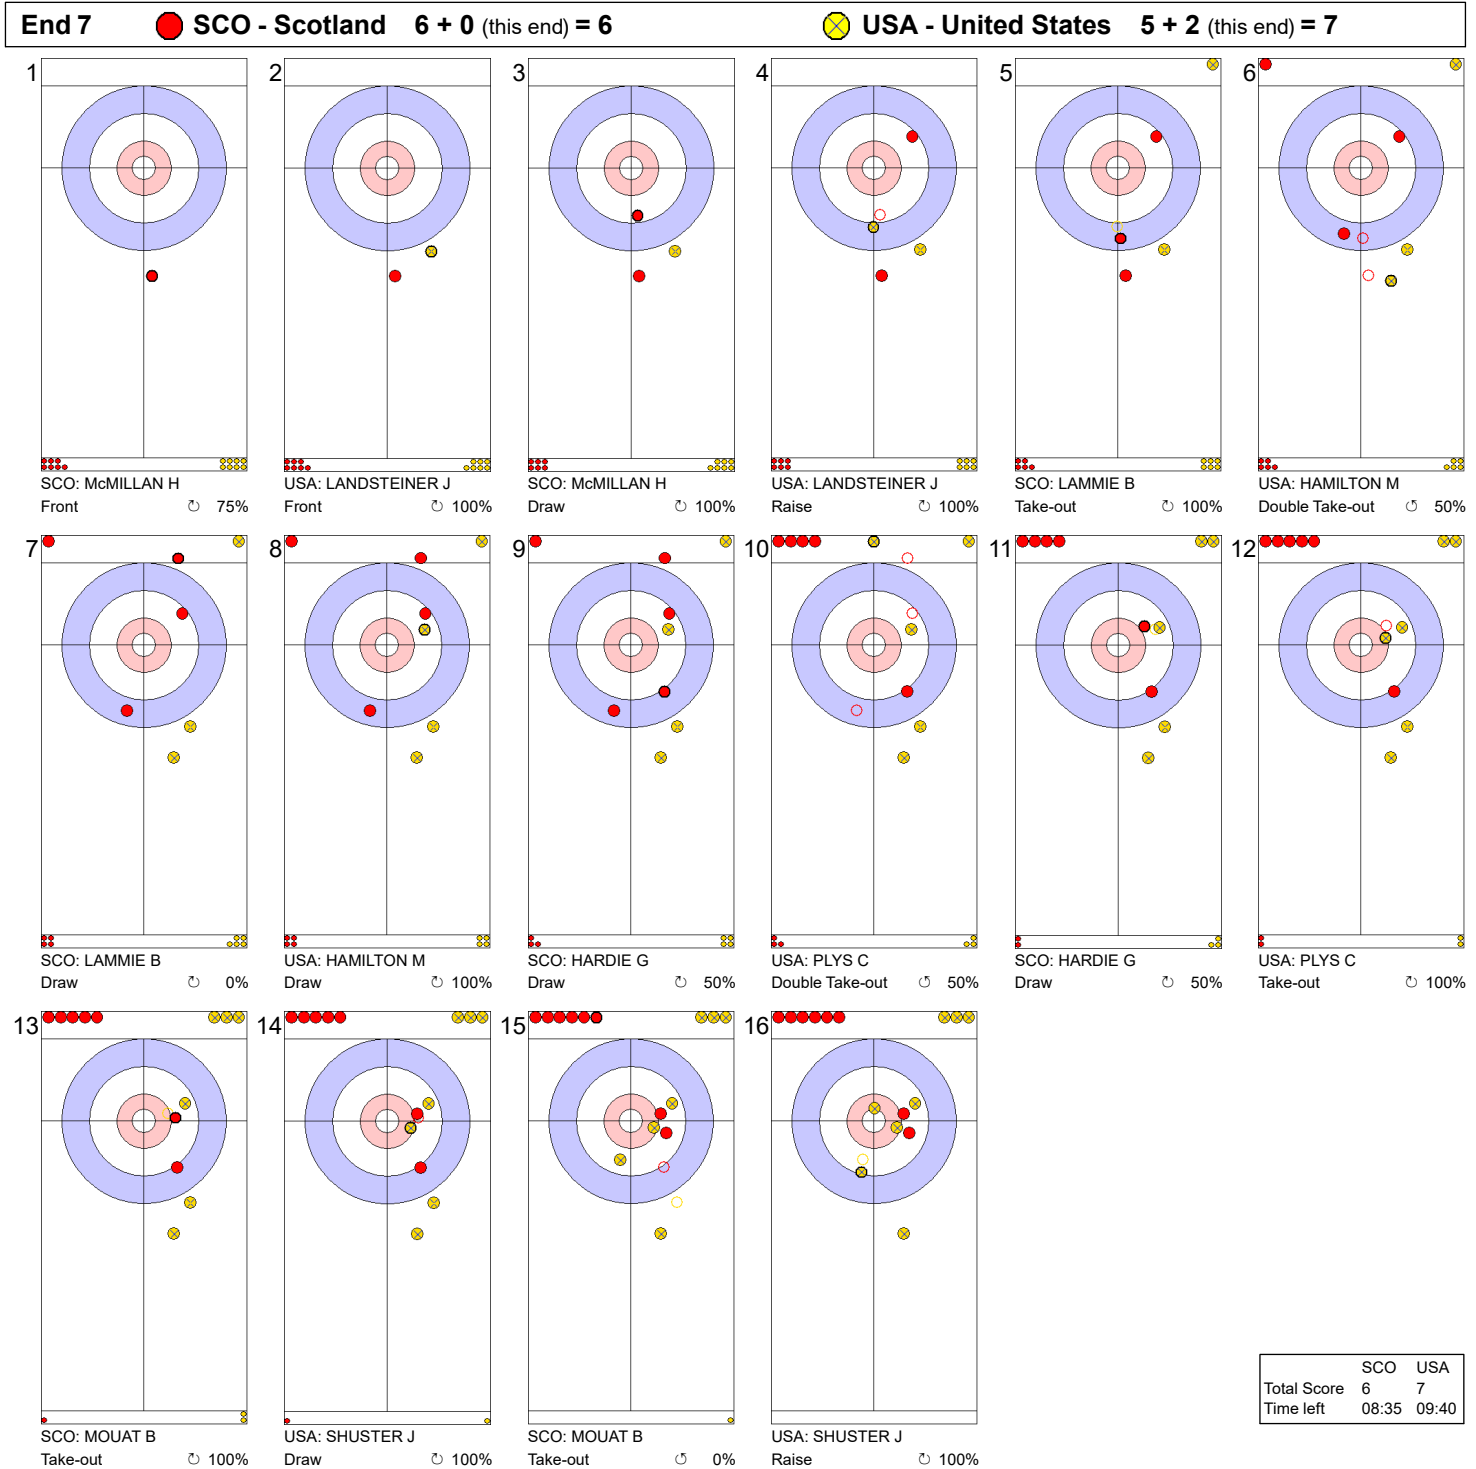 End 7 SCO - Scotland 6 + 0 (this end) = 6 USA - United States 5 + 2 (this end) = 7
1 2 3 4 5 6
SCO: McMILLAN H USA: LANDSTEINER J SCO: McMILLAN H USA: LANDSTEINER J SCO: LAMMIE B USA: HAMILTON M
Front ↻ 75% Front ↻ 100% Draw ↻ 100% Raise ↻ 100% Take-out ↻ 100% Double Take-out ↺ 50%
7 8 9 10 11 12
SCO: LAMMIE B USA: HAMILTON M SCO: HARDIE G USA: PLYS C SCO: HARDIE G USA: PLYS C
Draw ↻ 0% Draw ↻ 100% Draw ↻ 50% Double Take-out ↺ 50% Draw ↻ 50% Take-out ↻ 100%
13 14 15 16
SCO USA
Total Score 6 7
Time left 08:35 09:40
SCO: MOUAT B USA: SHUSTER J SCO: MOUAT B USA: SHUSTER J
Take-out ↻ 100% Draw ↻ 100% Take-out ↺ 0% Raise ↻ 100%